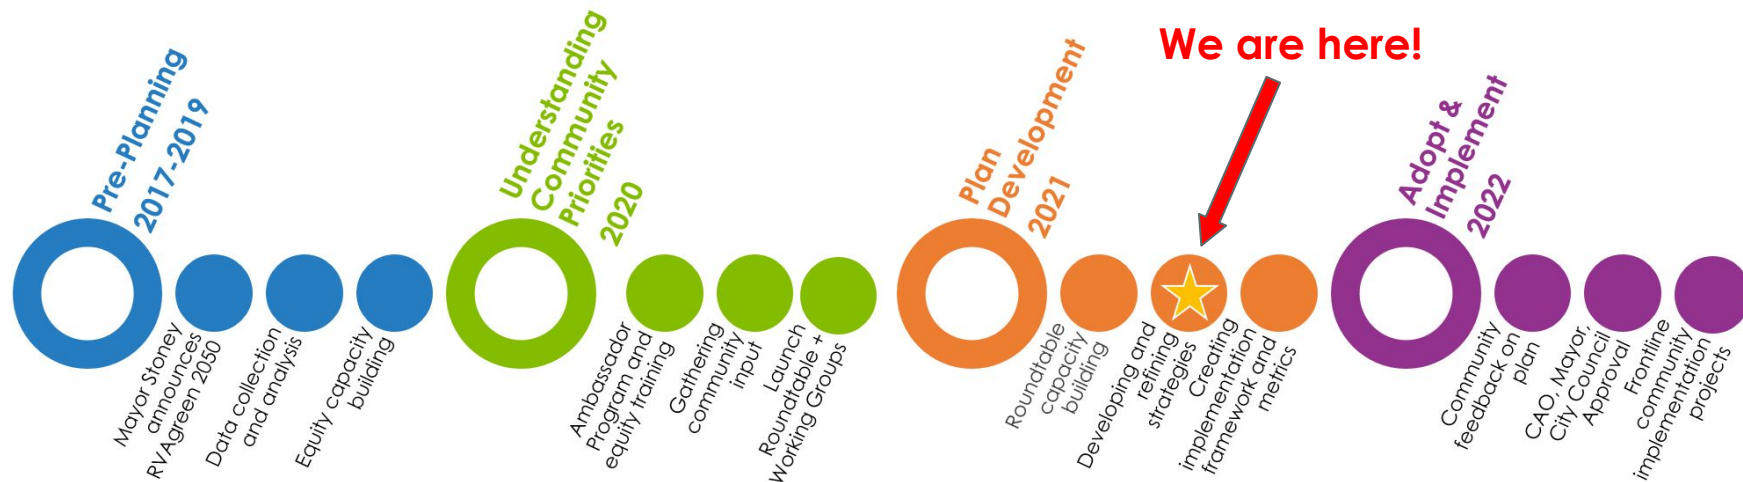 We are here!
Pre-Planning
2017-2019
Mayor Stoney
announces
RVAgreen 2050
Data collection
and analysis
Equity capacity
building
Understanding
Community
Priorities
2020
Ambassador
Program and
equity training
Gathering
community
input
Launch
Roundtable +
Working Groups
Plan
Development
2021
Roundtable
capacity
building
Developing and
refining
strategies
Creating
implementation
framework and
metrics
Adopt &
Implement
2022
Community
feedback on
plan
CAO, Mayor,
City Council
Approval
Frontline
community
implementation
projects